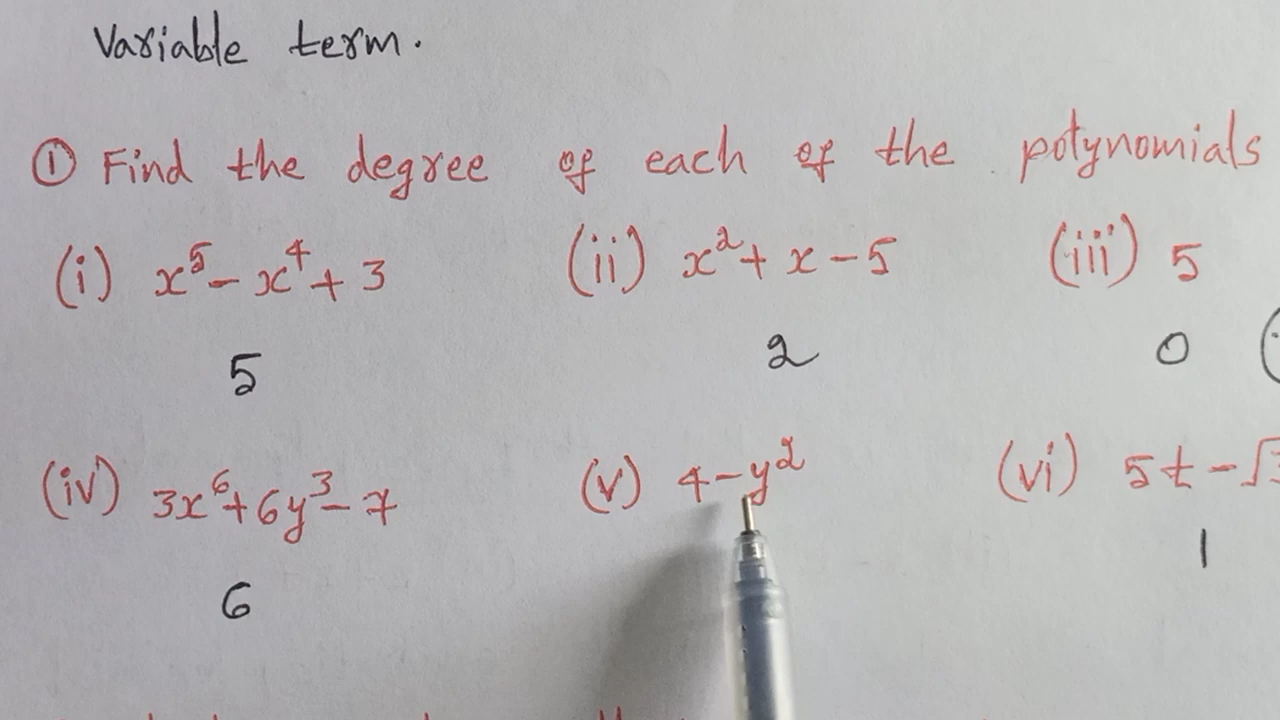 Variable term.
① Find the degree of each of the polynomials
(i) x⁵ - x⁴ + 3 (ii) x² + x - 5 (iii) 5
5 2 0
(iv) 3x⁶ + 6y³ - 7 (v) 4 - y² (vi) 5t - √3
6 1